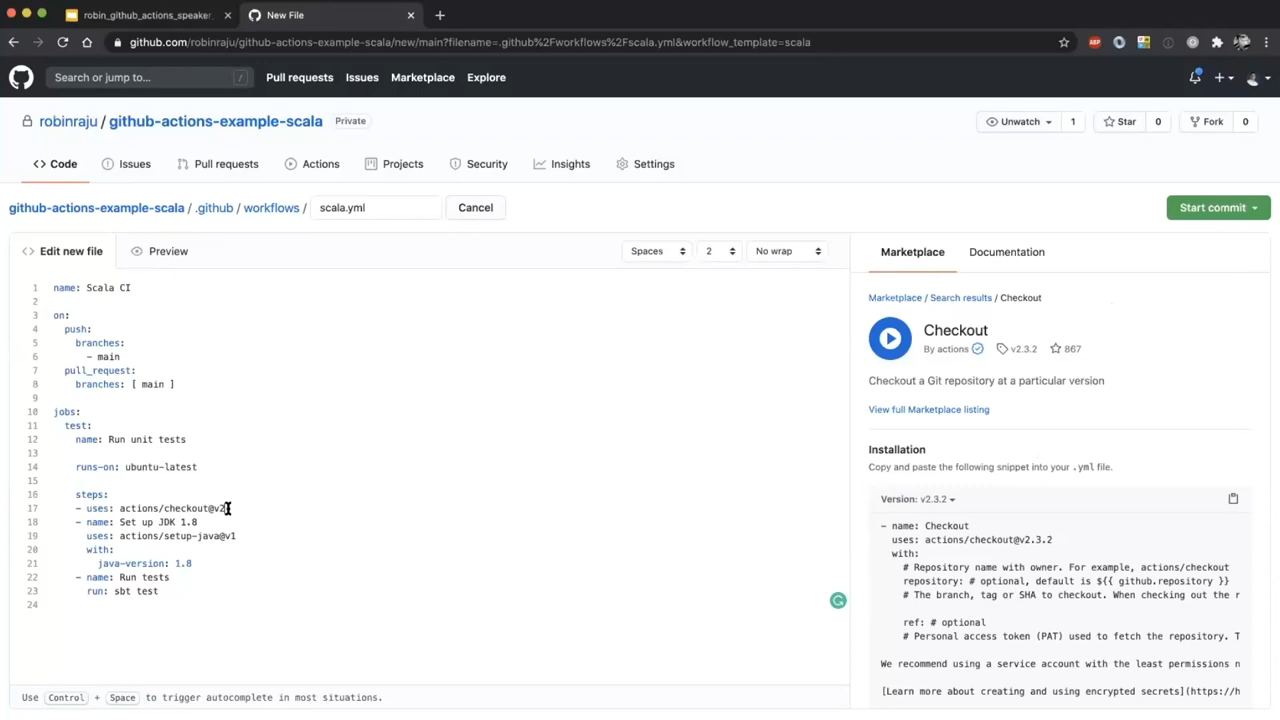 robin_github_actions_speaker_
New File
github.com/robinraju/github-actions-example-scala/new/main?filename=.github%2Fworkflows%2Fscala.yml&workflow_template=scala
ABP
Search or jump to...
/
Pull requests
Issues
Marketplace
Explore
robinraju / github-actions-example-scala
Private
Unwatch
1
Star
0
Fork
0
Code
Issues
Pull requests
Actions
Projects
Security
Insights
Settings
github-actions-example-scala / .github / workflows / scala.yml
Cancel
Start commit
Edit new file
Preview
Spaces
2
No wrap
1 name: Scala CI
2
3 on:
4 push:
5 branches:
6 - main
7 pull_request:
8 branches: [ main ]
9
10 jobs:
11 test:
12 name: Run unit tests
13
14 runs-on: ubuntu-latest
15
16 steps:
17 - uses: actions/checkout@v2
18 - name: Set up JDK 1.8
19 uses: actions/setup-java@v1
20 with:
21 java-version: 1.8
22 - name: Run tests
23 run: sbt test
24
Use Control + Space to trigger autocomplete in most situations.
Marketplace
Documentation
Marketplace / Search results / Checkout
Checkout
By actions
v2.3.2
867
Checkout a Git repository at a particular version
View full Marketplace listing
Installation
Copy and paste the following snippet into your .yml file.
Version: v2.3.2
- name: Checkout
uses: actions/checkout@v2.3.2
with:
# Repository name with owner. For example, actions/checkout
repository: # optional, default is ${{ github.repository }}
# The branch, tag or SHA to checkout. When checking out the r
ref: # optional
# Personal access token (PAT) used to fetch the repository. T
We recommend using a service account with the least permissions n
[Learn more about creating and using encrypted secrets](https://h